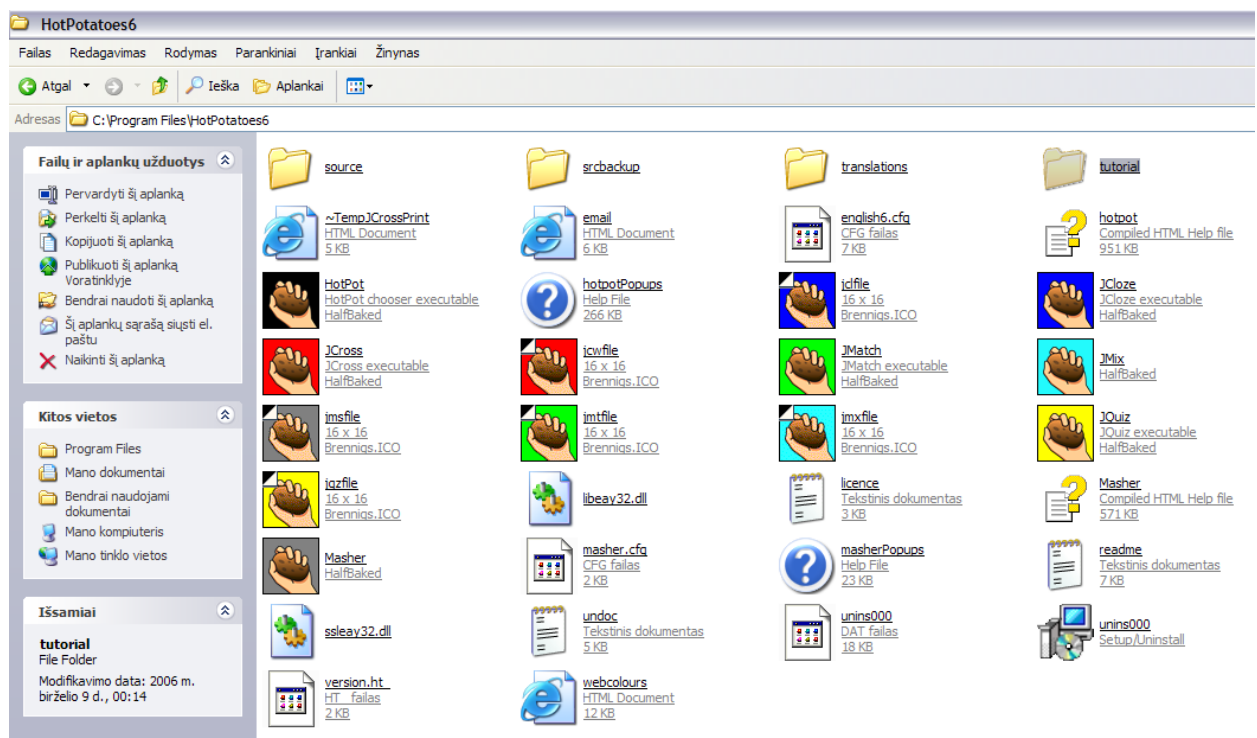 HotPotatoes6
Failas Redagavimas Rodymas Parankiniai Įrankiai Žinynas
Atgal Ieška Aplankai
Adresas C:\Program Files\HotPotatoes6
Failų ir aplankų užduotys
Pervardyti šį aplanką
Perkelti šį aplanką
Kopijuoti šį aplanką
Publikuoti šį aplanką
Voratinklyje
Bendrai naudoti šį aplanką
Šį aplankų sąrašą siųsti el.
paštu
Naikinti šį aplanką
Kitos vietos
Program Files
Mano dokumentai
Bendrai naudojami
dokumentai
Mano kompiuteris
Mano tinklo vietos
Išsamiai
tutorial
File Folder
Modifikavimo data: 2006 m.
birželio 9 d., 00:14
source srcbackup translations tutorial
~TempJCrossPrint email english6.cfg hotpot
HTML Document HTML Document CFG failas Compiled HTML Help file
5 KB 6 KB 7 KB 951 KB
HotPot hotpotPopups jclfile JCloze
HotPot chooser executable Help File 16 x 16 JCloze executable
HalfBaked 266 KB Brennigs.ICO HalfBaked
JCross jcwfile JMatch JMix
JCross executable 16 x 16 JMatch executable HalfBaked
HalfBaked Brennigs.ICO HalfBaked
jmsfile jmtfile jmxfile JQuiz
16 x 16 16 x 16 16 x 16 JQuiz executable
Brennigs.ICO Brennigs.ICO Brennigs.ICO HalfBaked
jqzfile libeay32.dll licence Masher
16 x 16 Tekstinis dokumentas Compiled HTML Help file
Brennigs.ICO 3 KB 571 KB
Masher masher.cfg masherPopups readme
HalfBaked CFG failas Help File Tekstinis dokumentas
2 KB 23 KB 7 KB
ssleay32.dll undoc unins000 unins000
Tekstinis dokumentas DAT failas Setup/Uninstall
5 KB 18 KB
version.ht_ webcolours
HT_ failas HTML Document
2 KB 12 KB